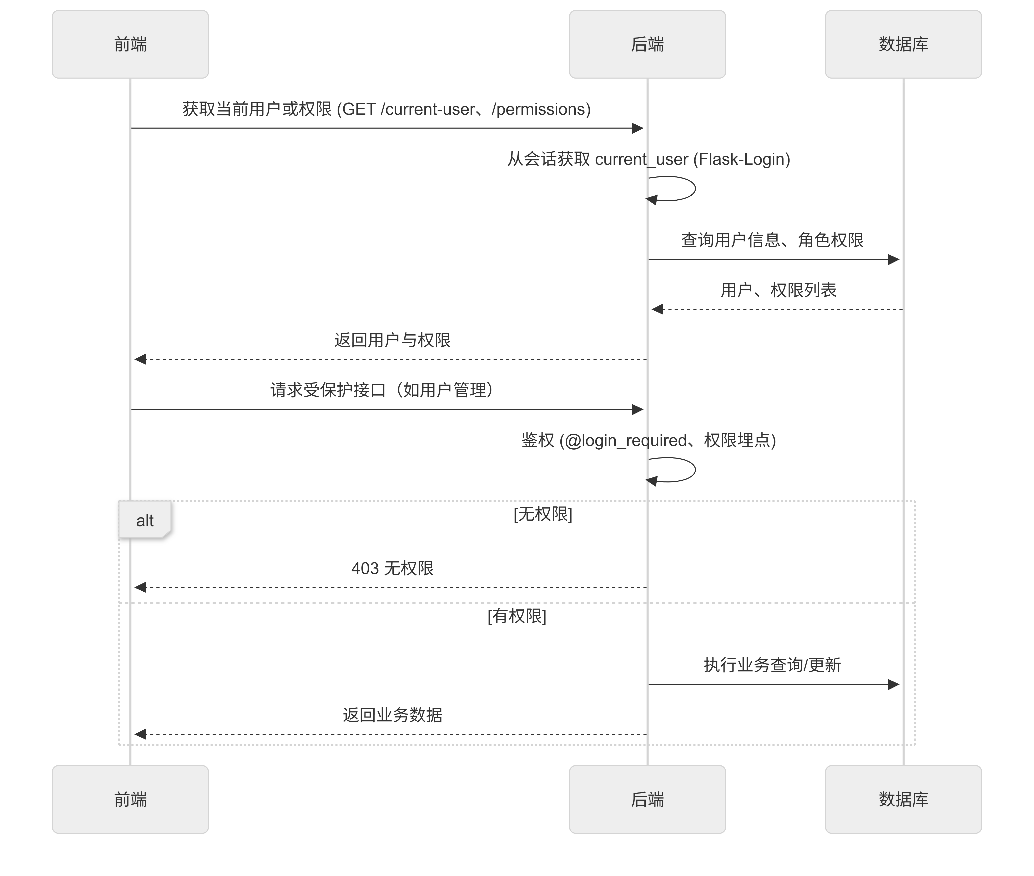 前端
后端
数据库
获取当前用户或权限 (GET /current-user、/permissions)
从会话获取 current_user (Flask-Login)
查询用户信息、角色权限
用户、权限列表
返回用户与权限
请求受保护接口（如用户管理）
鉴权 (@login_required、权限埋点)
alt
[无权限]
403 无权限
[有权限]
执行业务查询/更新
返回业务数据
前端
后端
数据库